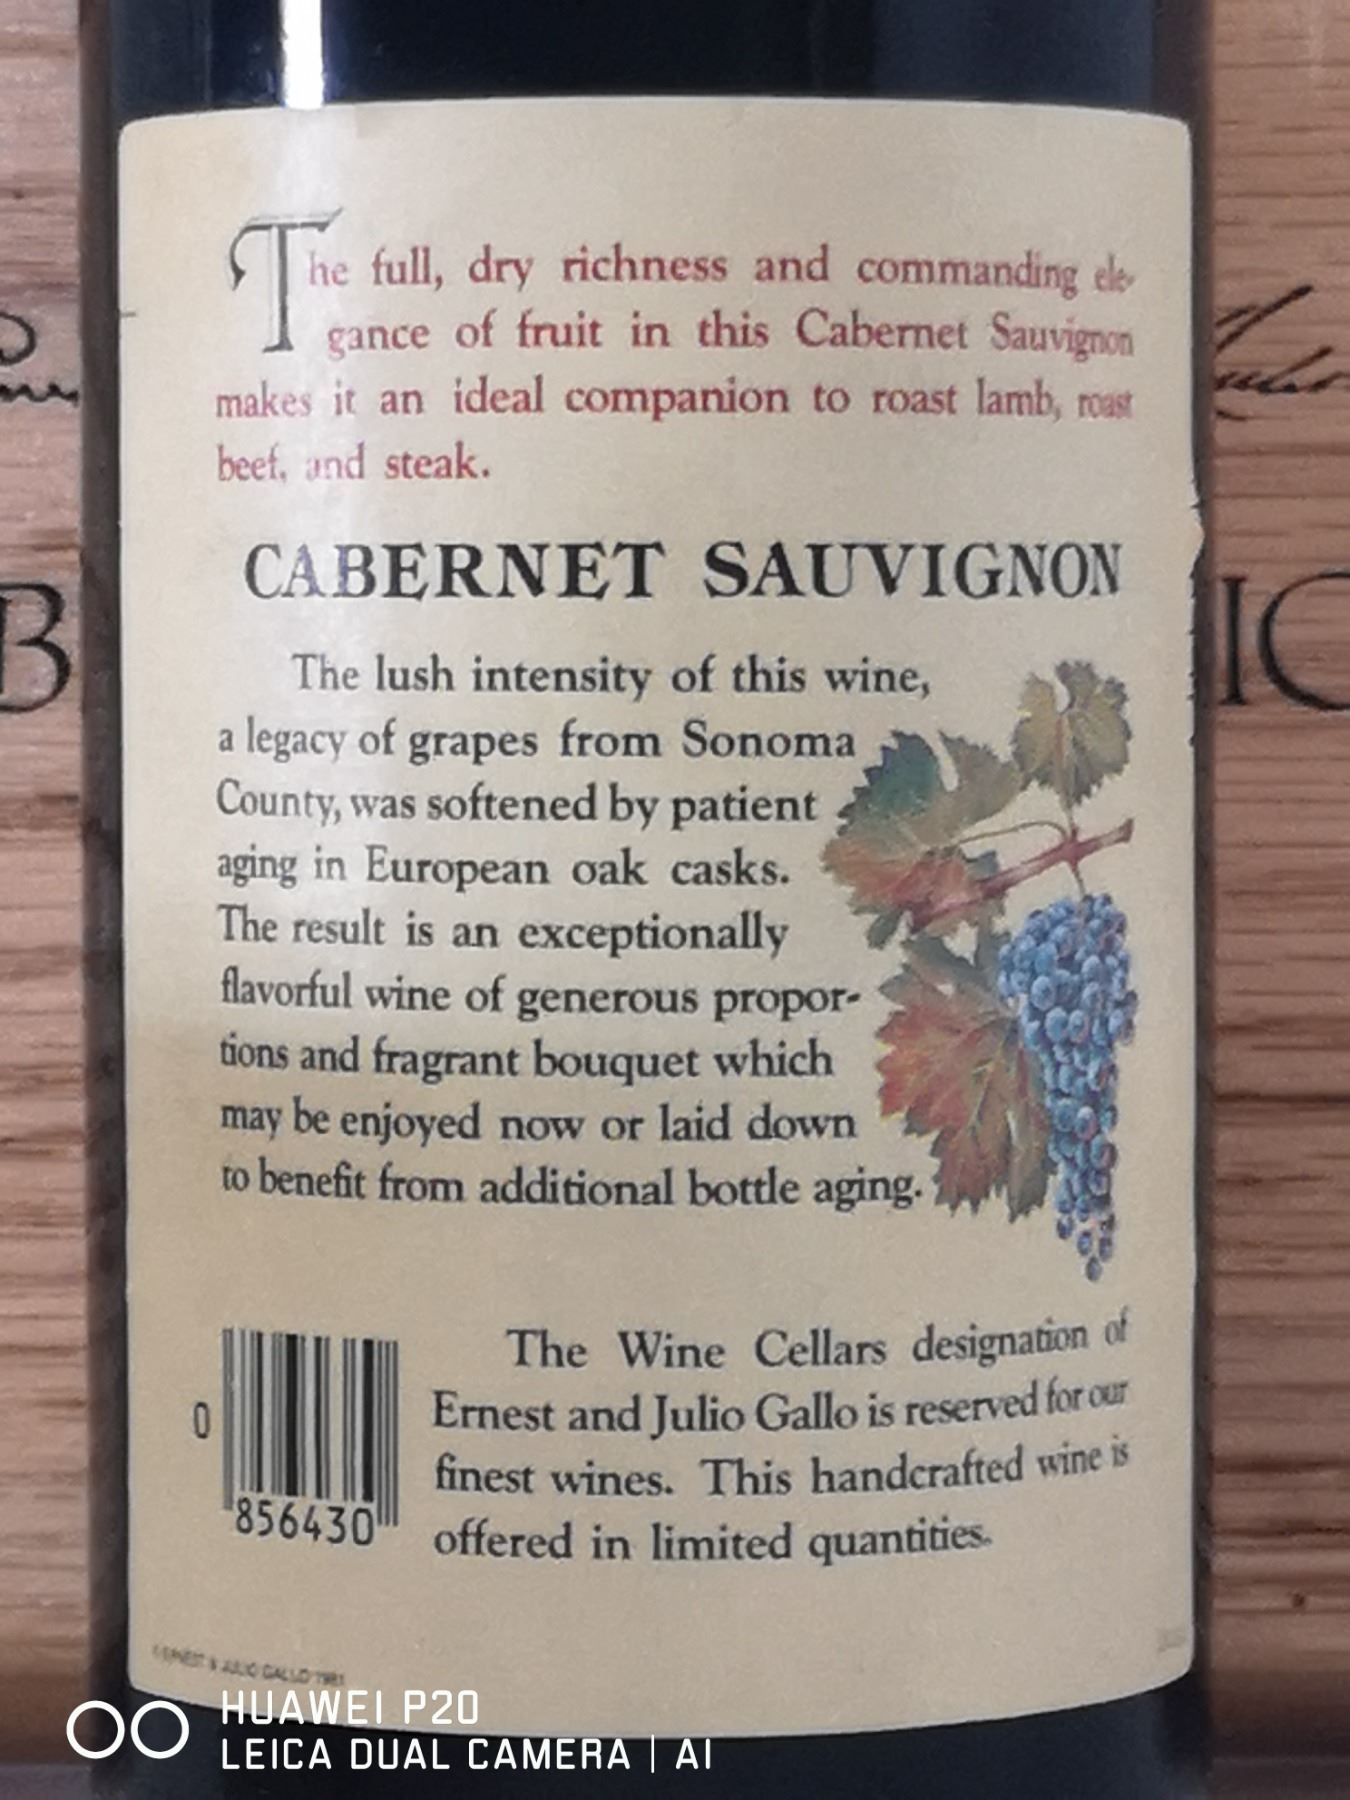 The full, dry richness and commanding ele-
gance of fruit in this Cabernet Sauvignon
makes it an ideal companion to roast lamb, roast
beef, and steak.
CABERNET SAUVIGNON
The lush intensity of this wine,
a legacy of grapes from Sonoma
County, was softened by patient
aging in European oak casks.
The result is an exceptionally
flavorful wine of generous propor-
tions and fragrant bouquet which
may be enjoyed now or laid down
to benefit from additional bottle aging.
The Wine Cellars designation of
Ernest and Julio Gallo is reserved for our
finest wines. This handcrafted wine is
offered in limited quantities.
0
856430
© ERNEST & JULIO GALLO 1981
HUAWEI P20
LEICA DUAL CAMERA | AI